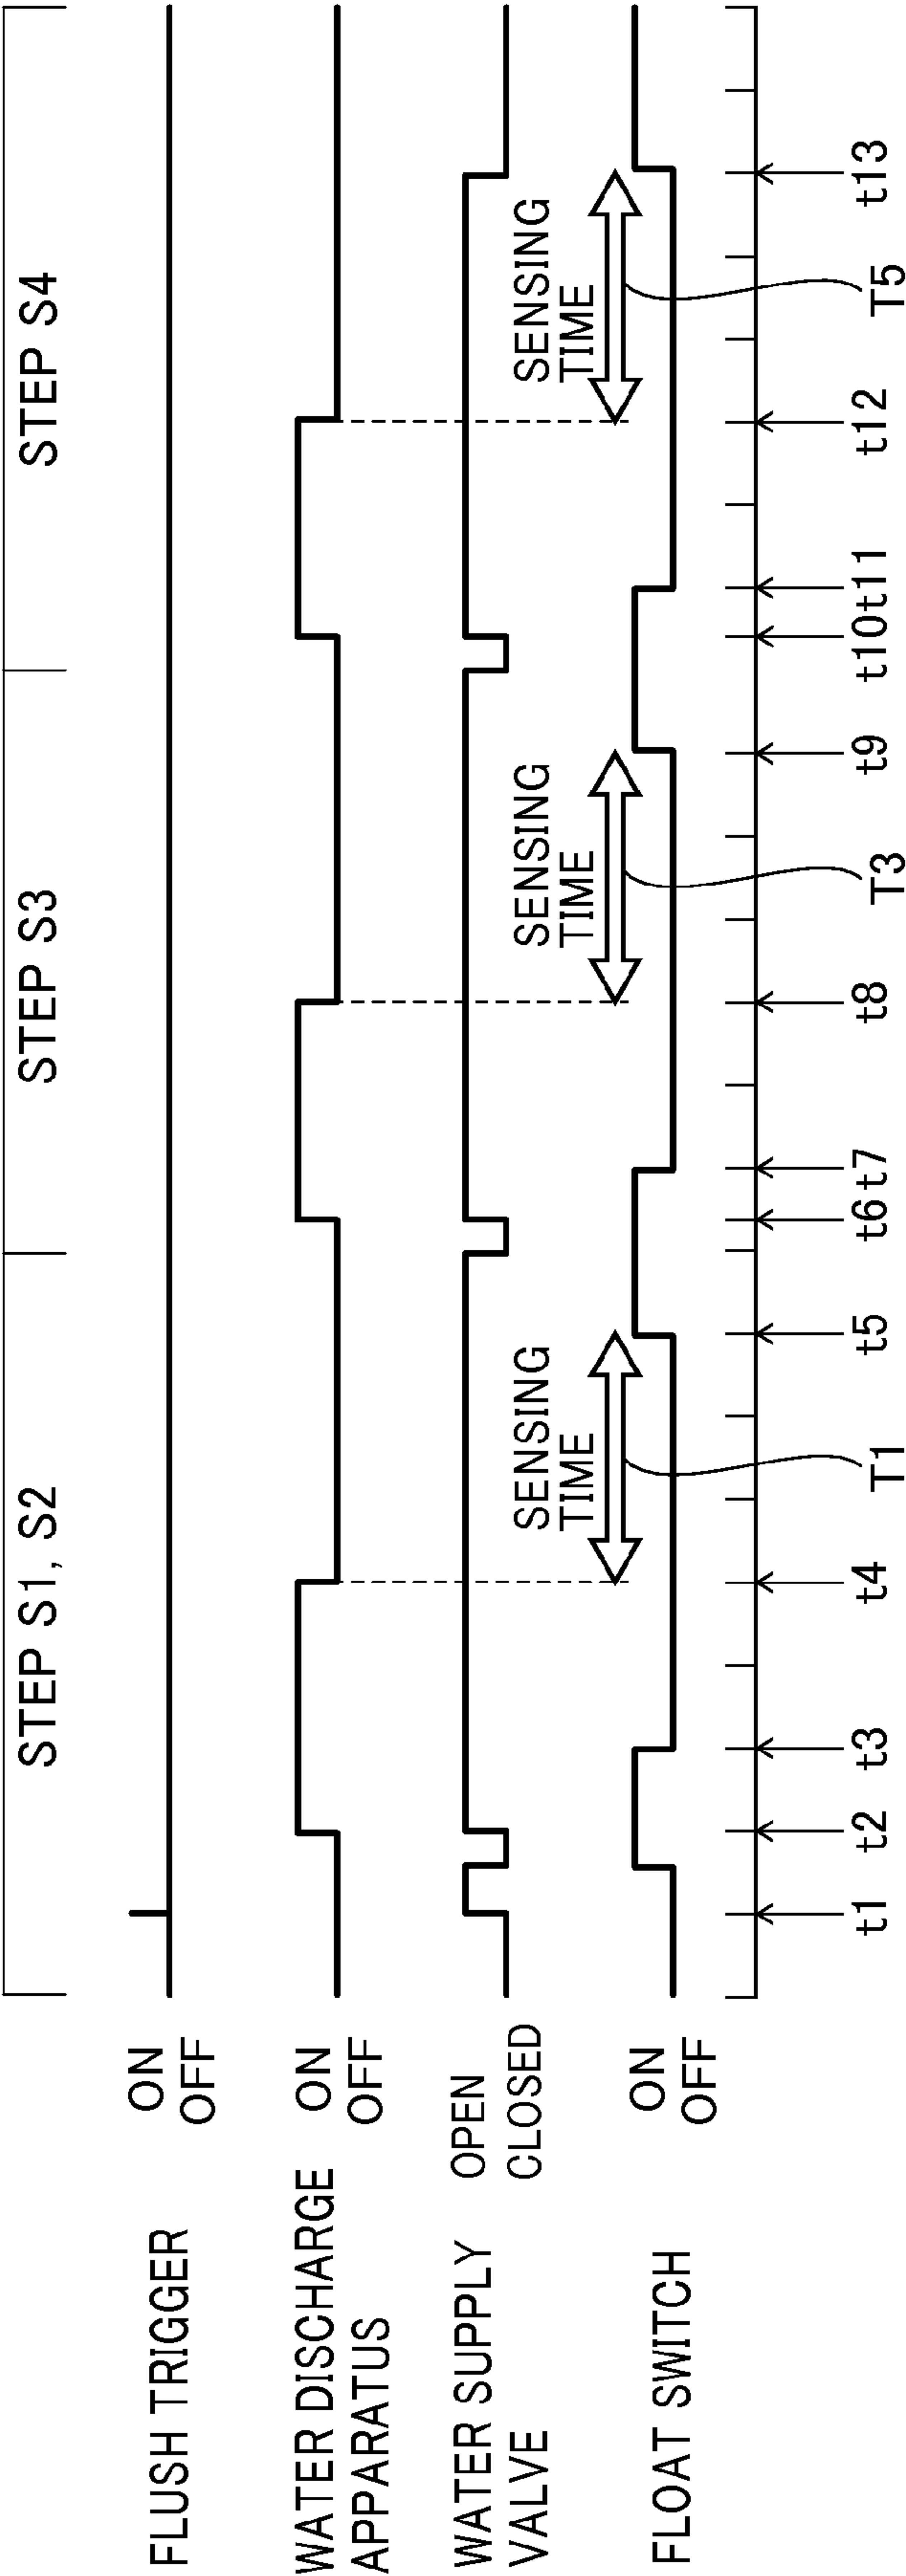 STEP S1, S2
STEP S3
STEP S4
FLUSH TRIGGER
ON
OFF
WATER DISCHARGE
APPARATUS
ON
OFF
WATER SUPPLY
VALVE
OPEN
CLOSED
SENSING
TIME
SENSING
TIME
SENSING
TIME
FLOAT SWITCH
ON
OFF
t1 t2 t3 t4 T1 t5 t6 t7 t8 T3 t9 t10 t11 t12 T5 t13